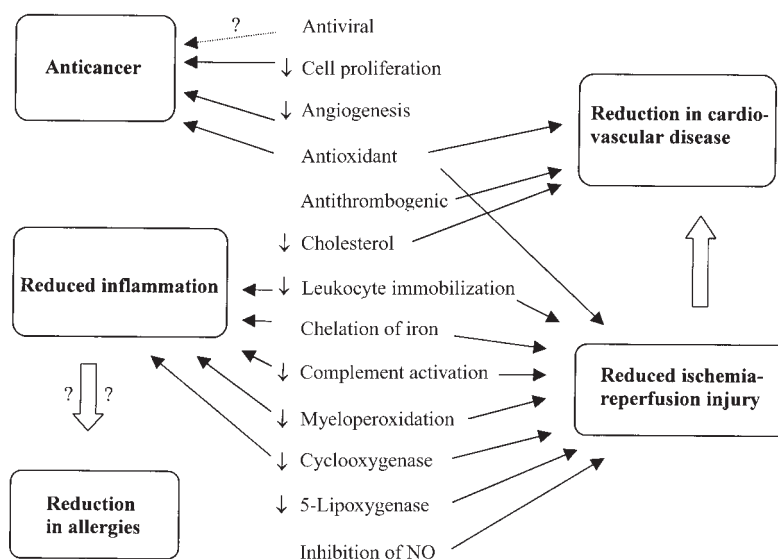 ?
Antiviral
Anticancer
↓ Cell proliferation
↓ Angiogenesis
Antioxidant
Reduction in cardio-
vascular disease
Antithrombogenic
↓ Cholesterol
Reduced inflammation
↓ Leukocyte immobilization
Chelation of iron
↓ Complement activation
Reduced ischemia-
reperfusion injury
? ?
↓ Myeloperoxidation
↓ Cyclooxygenase
Reduction
in allergies
↓ 5-Lipoxygenase
Inhibition of NO